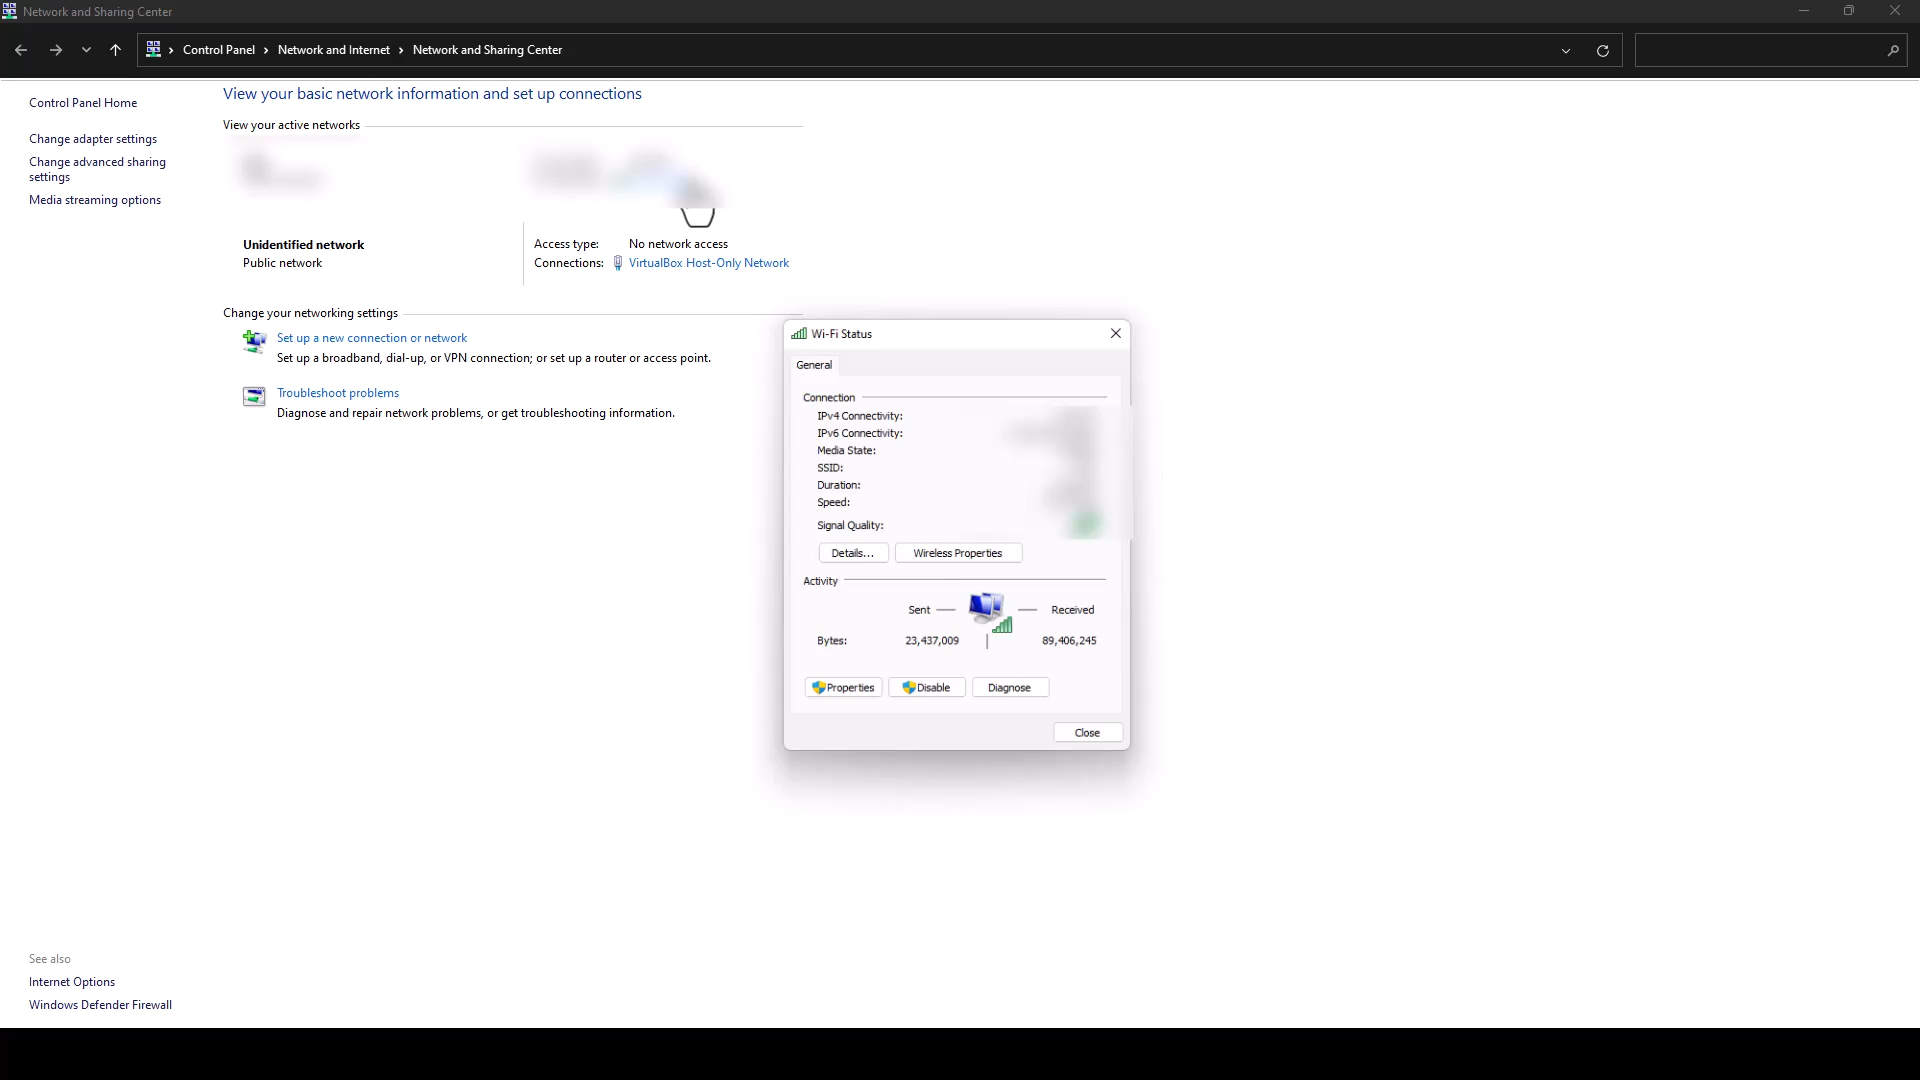 Network and Sharing Center
Control Panel > Network and Internet > Network and Sharing Center
Control Panel Home
Change adapter settings
Change advanced sharing
settings
Media streaming options
View your basic network information and set up connections
View your active networks
Unidentified network
Public network
Access type: No network access
Connections: VirtualBox Host-Only Network
Change your networking settings
Set up a new connection or network
Set up a broadband, dial-up, or VPN connection; or set up a router or access point.
Troubleshoot problems
Diagnose and repair network problems, or get troubleshooting information.
Wi-Fi Status
General
Connection
IPv4 Connectivity:
IPv6 Connectivity:
Media State:
SSID:
Duration:
Speed:
Signal Quality:
Details... Wireless Properties
Activity
Sent Received
Bytes: 23,437,009 89,406,245
Properties Disable Diagnose
Close
See also
Internet Options
Windows Defender Firewall